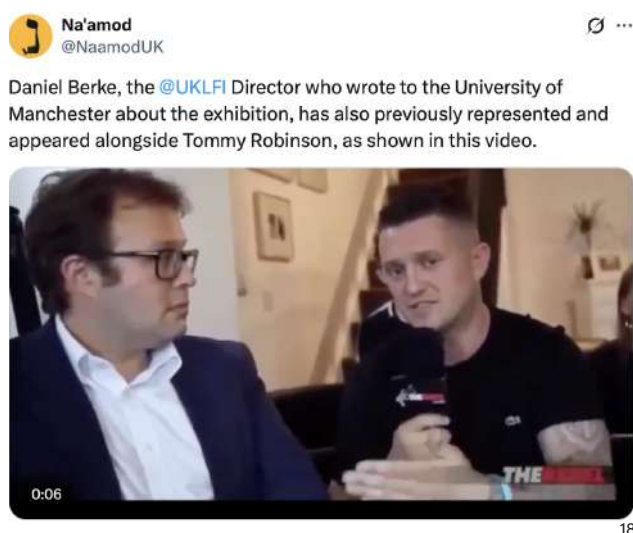 Na'amod
@NaamodUK
Daniel Berke, the @UKLFI Director who wrote to the University of
Manchester about the exhibition, has also previously represented and
appeared alongside Tommy Robinson, as shown in this video.
THE REBEL
0:06
18